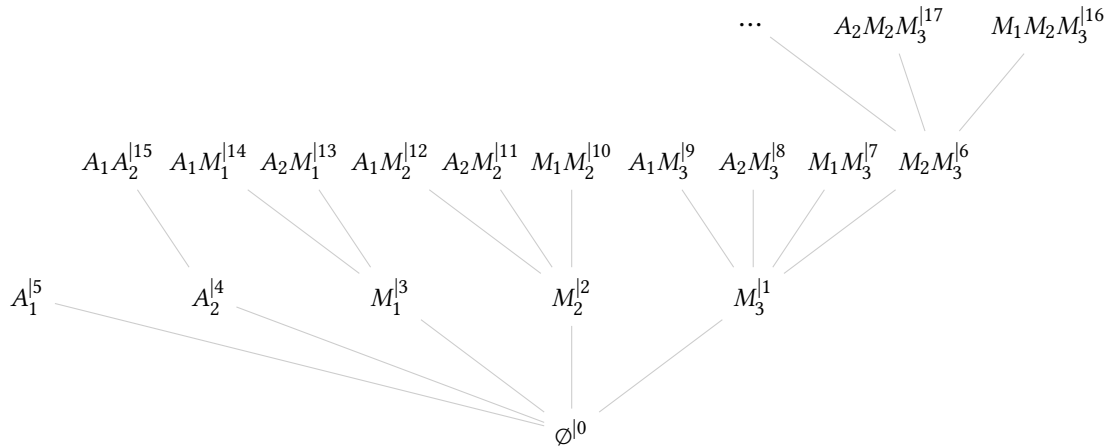 ... A₂M₂M₃^|17 M₁M₂M₃^|16
A₁A₂^|15 A₁M₁^|14 A₂M₁^|13 A₁M₂^|12 A₂M₂^|11 M₁M₂^|10 A₁M₃^|9 A₂M₃^|8 M₁M₃^|7 M₂M₃^|6
A₁^|5 A₂^|4 M₁^|3 M₂^|2 M₃^|1
∅^|0